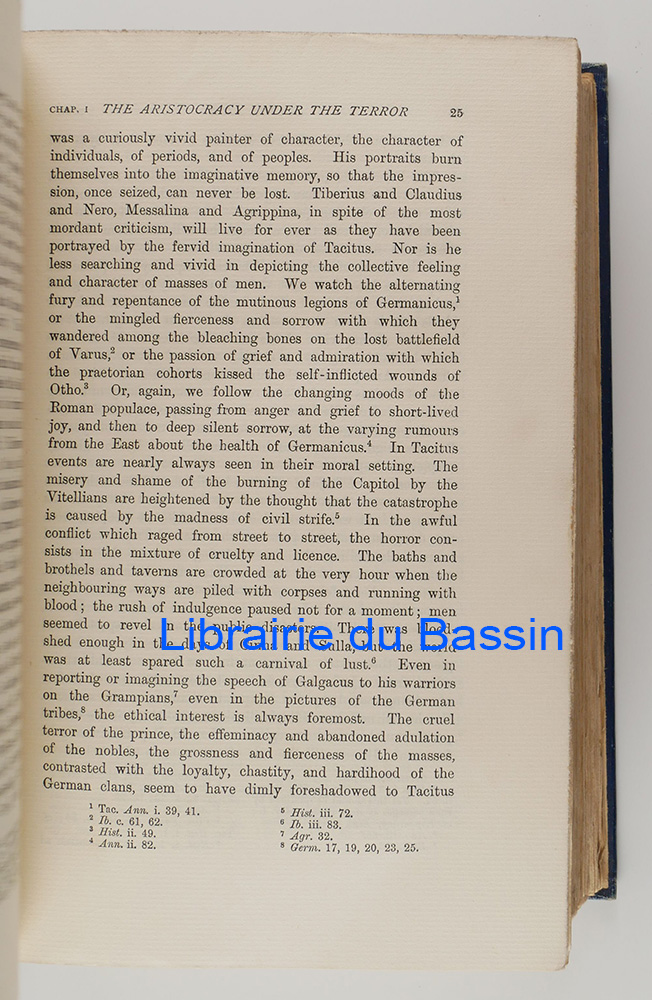 CHAP. I THE ARISTOCRACY UNDER THE TERROR 25
was a curiously vivid painter of character, the character of
individuals, of periods, and of peoples. His portraits burn
themselves into the imaginative memory, so that the impres-
sion, once seized, can never be lost. Tiberius and Claudius
and Nero, Messalina and Agrippina, in spite of the most
mordant criticism, will live for ever as they have been
portrayed by the fervid imagination of Tacitus. Nor is he
less searching and vivid in depicting the collective feeling
and character of masses of men. We watch the alternating
fury and repentance of the mutinous legions of Germanicus,¹
or the mingled fierceness and sorrow with which they
wandered among the bleaching bones on the lost battlefield
of Varus,² or the passion of grief and admiration with which
the praetorian cohorts kissed the self-inflicted wounds of
Otho.³ Or, again, we follow the changing moods of the
Roman populace, passing from anger and grief to short-lived
joy, and then to deep silent sorrow, at the varying rumours
from the East about the health of Germanicus.⁴ In Tacitus
events are nearly always seen in their moral setting. The
misery and shame of the burning of the Capitol by the
Vitellians are heightened by the thought that the catastrophe
is caused by the madness of civil strife.⁵ In the awful
conflict which raged from street to street, the horror con-
sists in the mixture of cruelty and licence. The baths and
brothels and taverns are crowded at the very hour when the
neighbouring ways are piled with corpses and running with
blood; the rush of indulgence paused not for a moment; men
seemed to revel in the public disasters. There was blood-
Librairie du Bassin
shed enough in the days of Cinna and Sulla, but the world
was at least spared such a carnival of lust.⁶ Even in
reporting or imagining the speech of Galgacus to his warriors
on the Grampians,⁷ even in the pictures of the German
tribes,⁸ the ethical interest is always foremost. The cruel
terror of the prince, the effeminacy and abandoned adulation
of the nobles, the grossness and fierceness of the masses,
contrasted with the loyalty, chastity, and hardihood of the
German clans, seem to have dimly foreshadowed to Tacitus
¹ Tac. Ann. i. 39, 41.
² Ib. c. 61, 62.
³ Hist. ii. 49.
⁴ Ann. ii. 82.
⁵ Hist. iii. 72.
⁶ Ib. iii. 83.
⁷ Agr. 32.
⁸ Germ. 17, 19, 20, 23, 25.